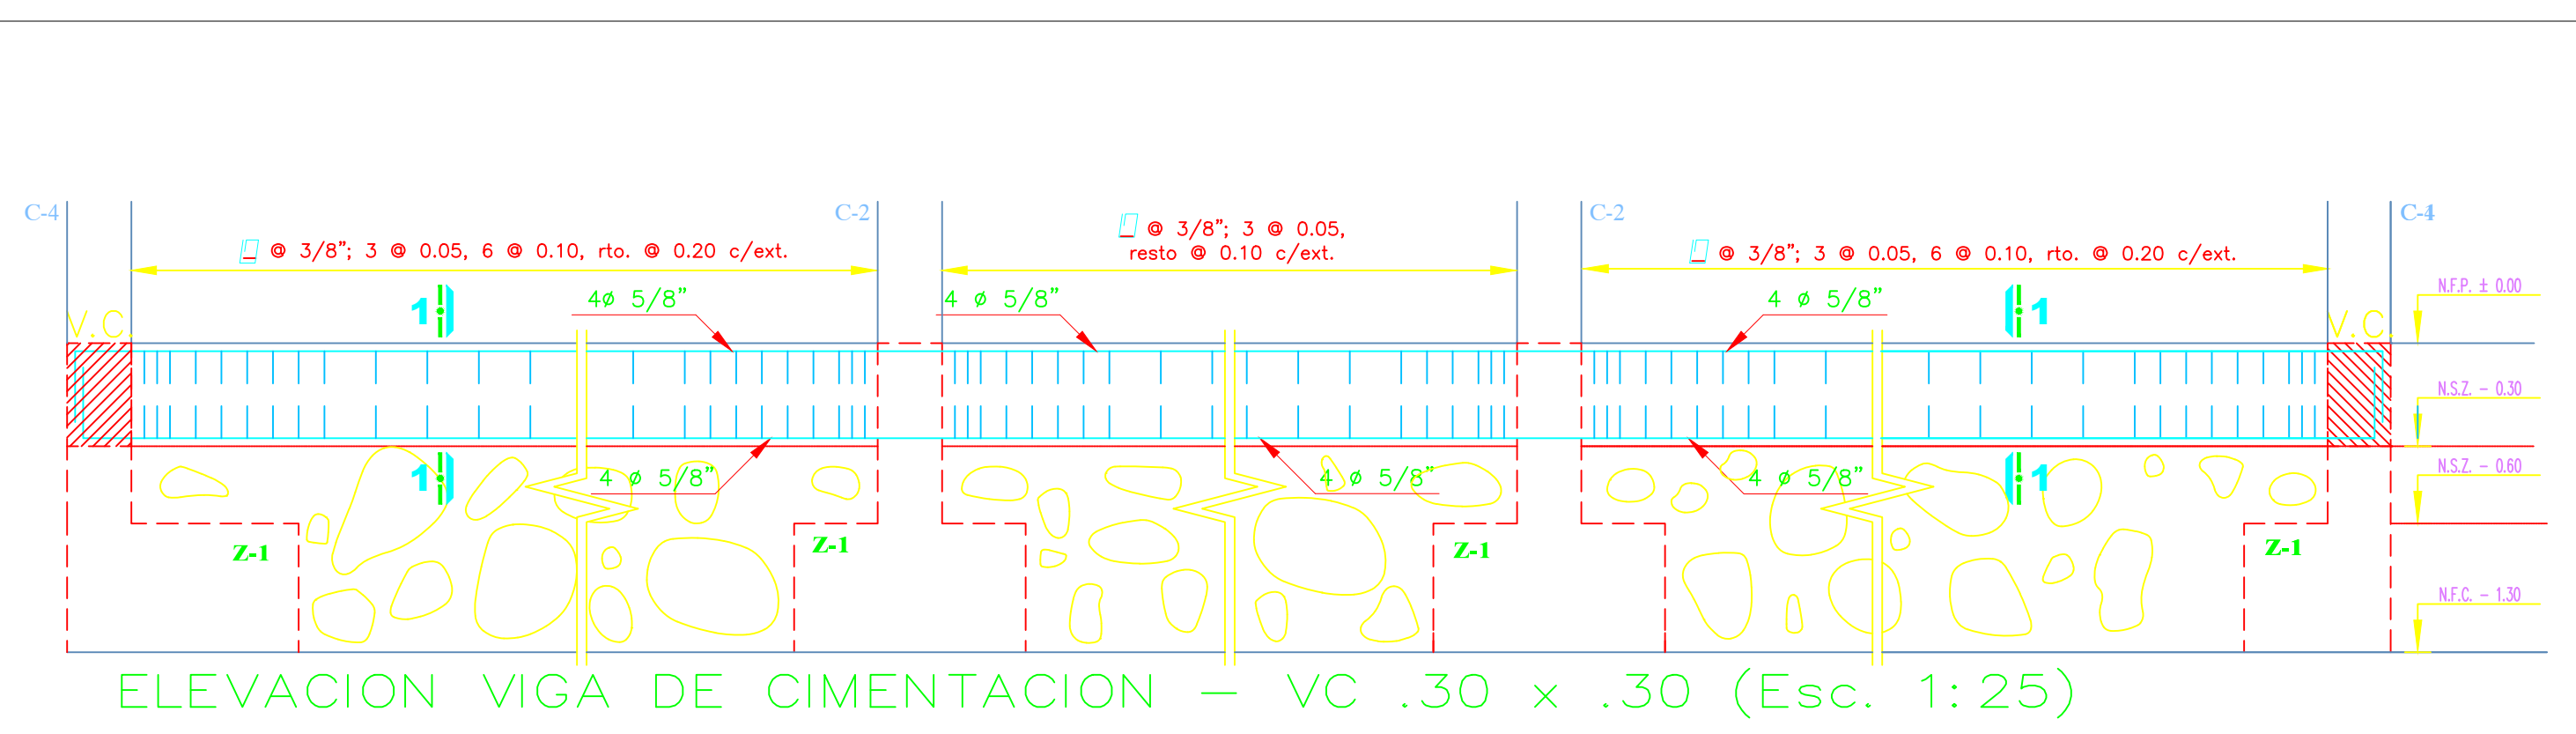 C-4
C-2
C-2
C-4
@ 3/8"; 3 @ 0.05, 6 @ 0.10, rto. @ 0.20 c/ext.
@ 3/8"; 3 @ 0.05,
resto @ 0.10 c/ext.
@ 3/8"; 3 @ 0.05, 6 @ 0.10, rto. @ 0.20 c/ext.
V.C.
1
4ø 5/8"
4 ø 5/8"
4 ø 5/8"
1
V.C.
N.F.P. ± 0.00
N.S.Z. - 0.30
1
4 ø 5/8"
4 ø 5/8"
4 ø 5/8"
1
N.S.Z. - 0.60
Z-1
Z-1
Z-1
Z-1
N.F.C. - 1.30
ELEVACION VIGA DE CIMENTACION - VC .30 x .30 (Esc. 1:25)